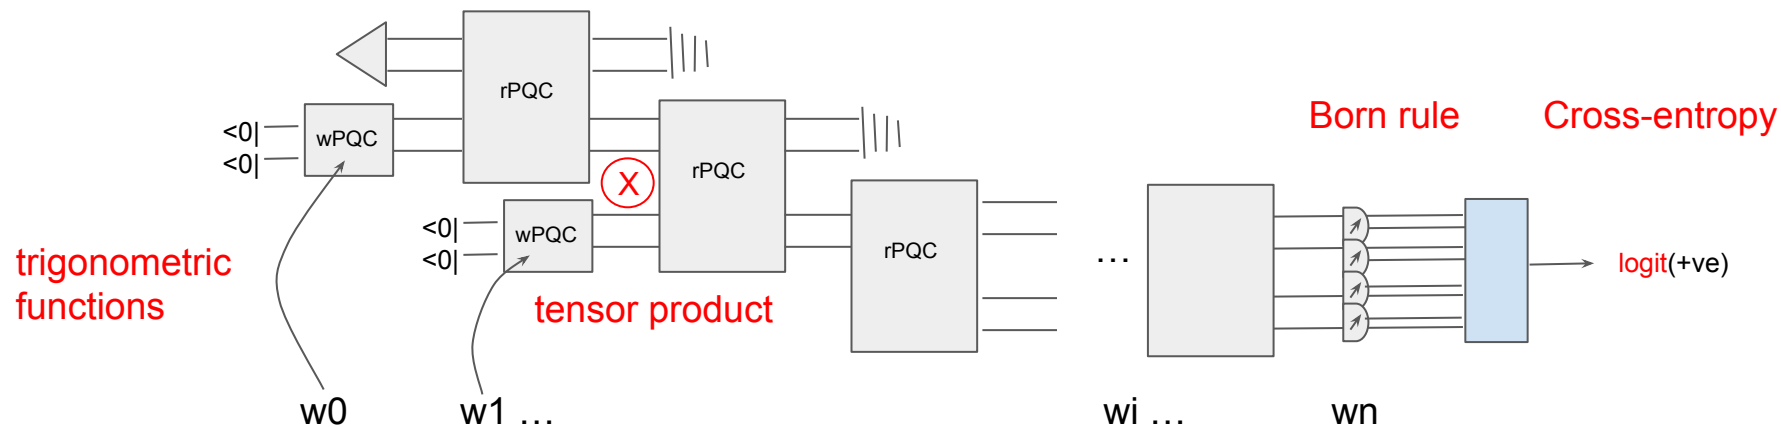 rPQC
<0|
<0|
wPQC
Born rule
Cross-entropy
rPQC
X
<0|
<0|
wPQC
rPQC
trigonometric
functions
tensor product
...
logit(+ve)
w0
w1 ...
wi ...
wn